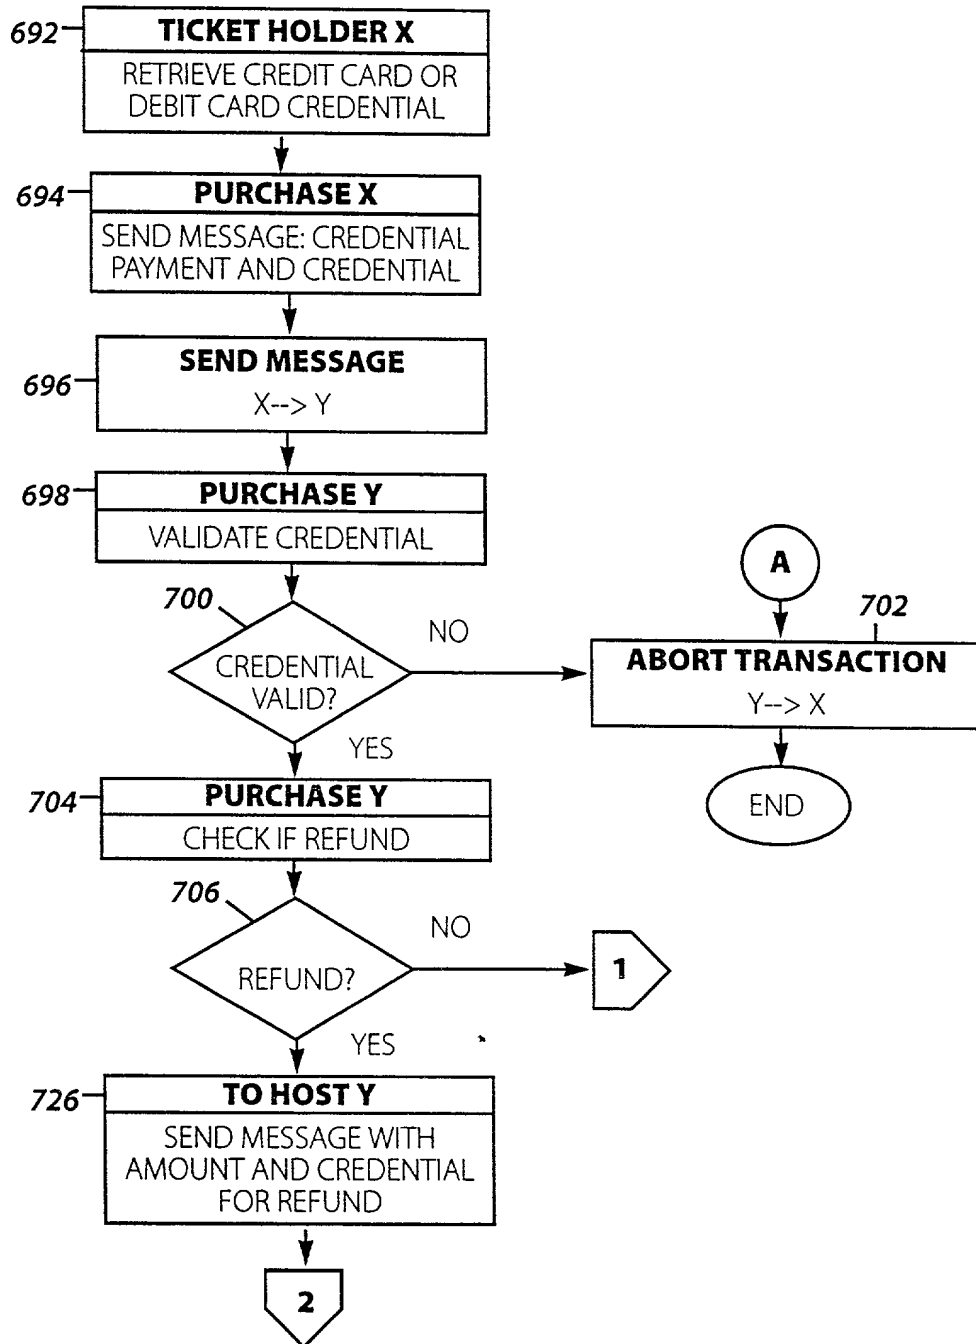 692
TICKET HOLDER X
RETRIEVE CREDIT CARD OR
DEBIT CARD CREDENTIAL
694
PURCHASE X
SEND MESSAGE: CREDENTIAL
PAYMENT AND CREDENTIAL
696
SEND MESSAGE
X--> Y
698
PURCHASE Y
VALIDATE CREDENTIAL
700
CREDENTIAL
VALID?
NO
YES
A
702
ABORT TRANSACTION
Y--> X
END
704
PURCHASE Y
CHECK IF REFUND
706
REFUND?
NO
1
YES
726
TO HOST Y
SEND MESSAGE WITH
AMOUNT AND CREDENTIAL
FOR REFUND
2